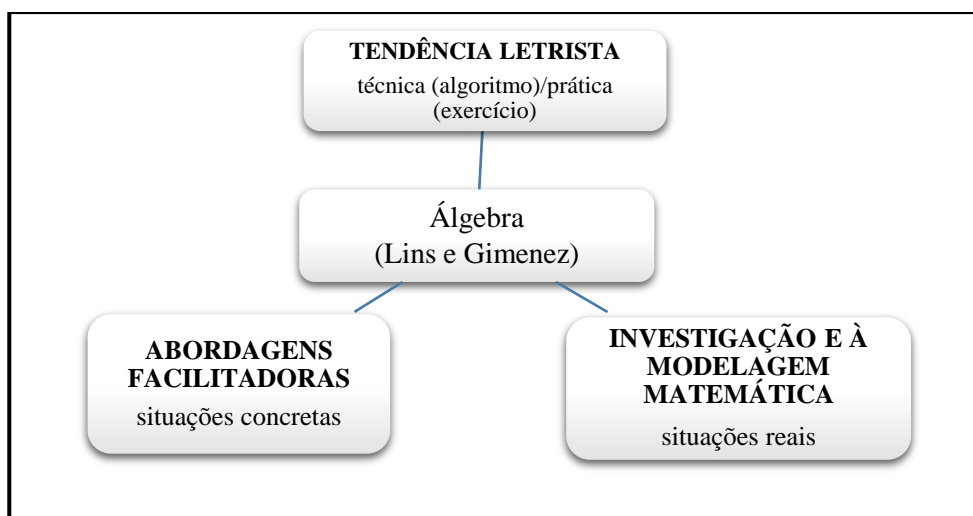 TENDÊNCIA LETRISTA
técnica (algoritmo)/prática
(exercício)
Álgebra
(Lins e Gimenez)
ABORDAGENS
FACILITADORAS
situações concretas
INVESTIGAÇÃO E À
MODELAGEM
MATEMÁTICA
situações reais